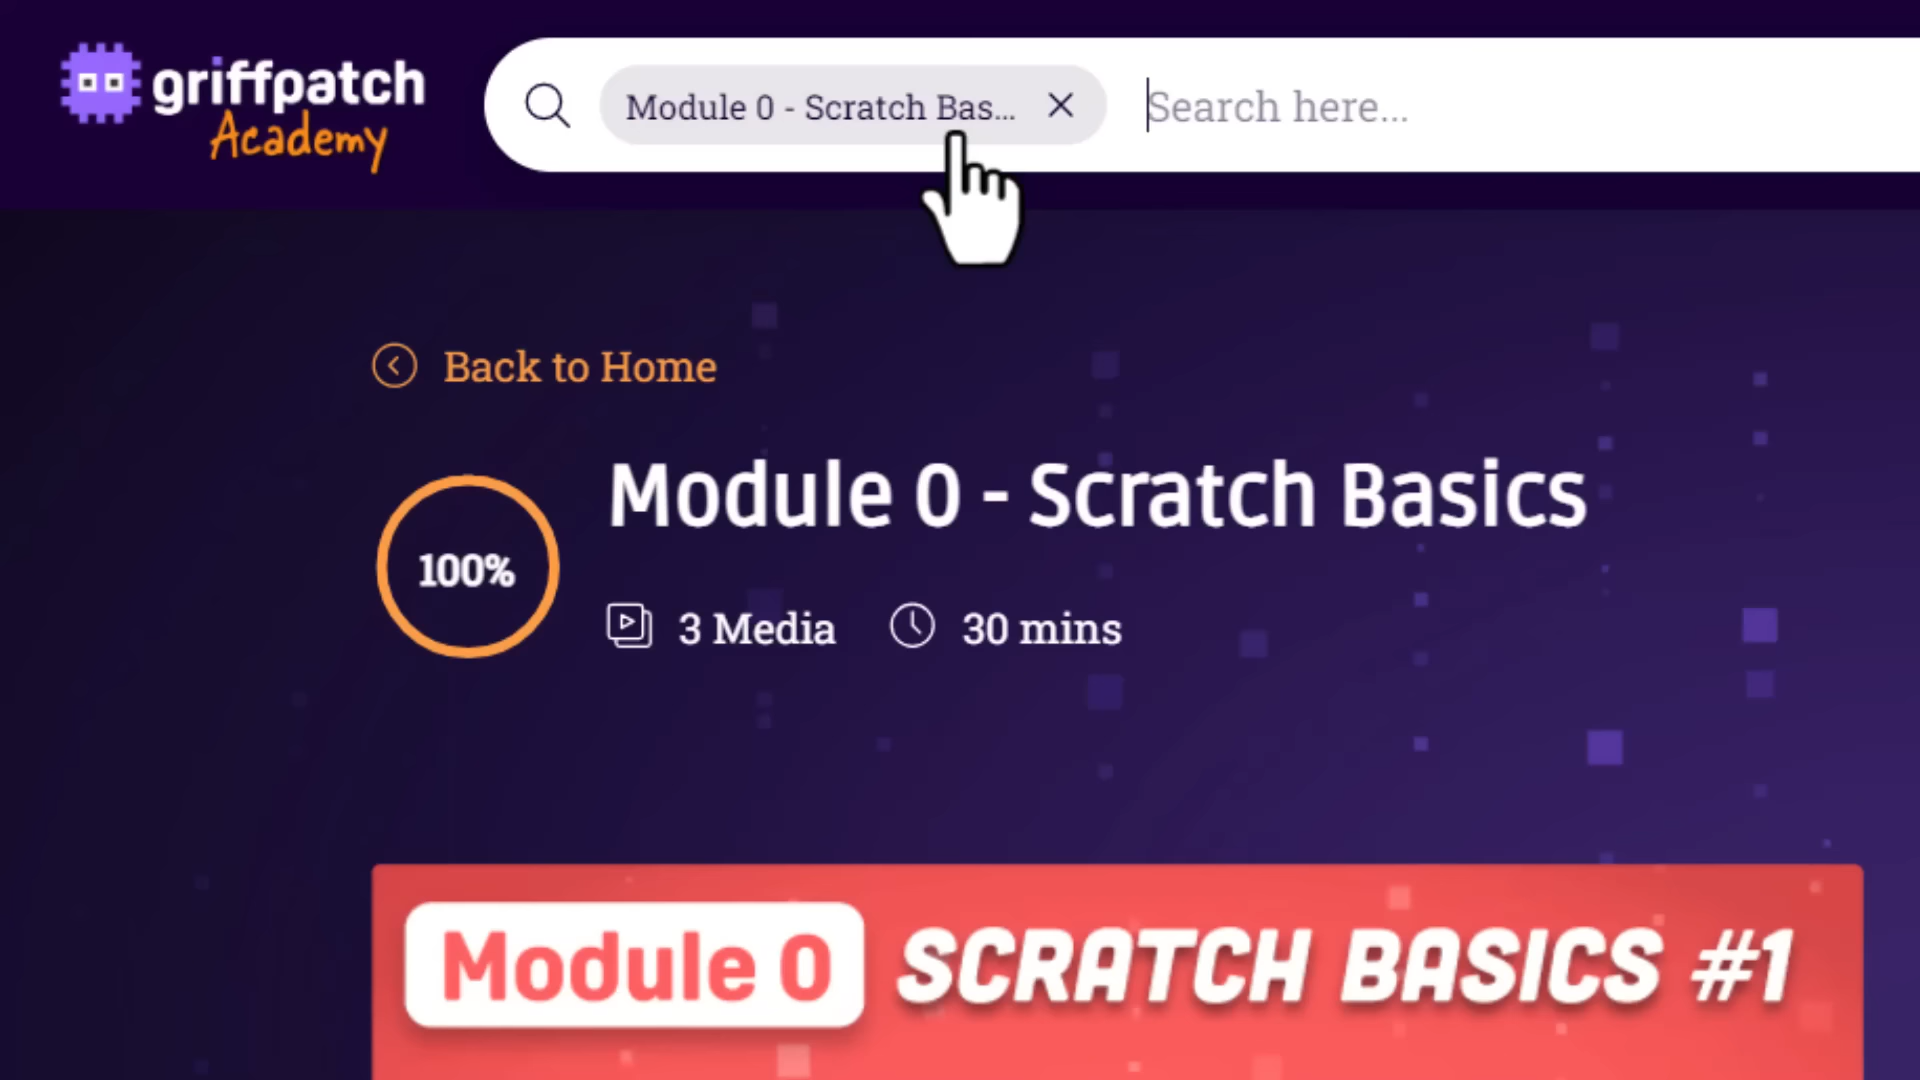 griffpatch
Academy
Module 0 - Scratch Bas...
Search here...
Back to Home
100%
Module 0 - Scratch Basics
3 Media
30 mins
Module 0 SCRATCH BASICS #1